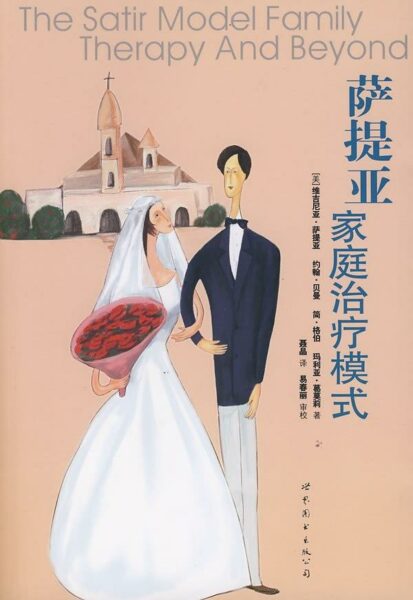 The Satir Model Family
Therapy And Beyond
萨提亚
家庭治疗模式
[美]维吉尼亚·萨提亚 约翰·贝曼 简·格伯 玛利亚·葛莫莉 著
聂晶 译 易春丽 审校
世界图书出版公司